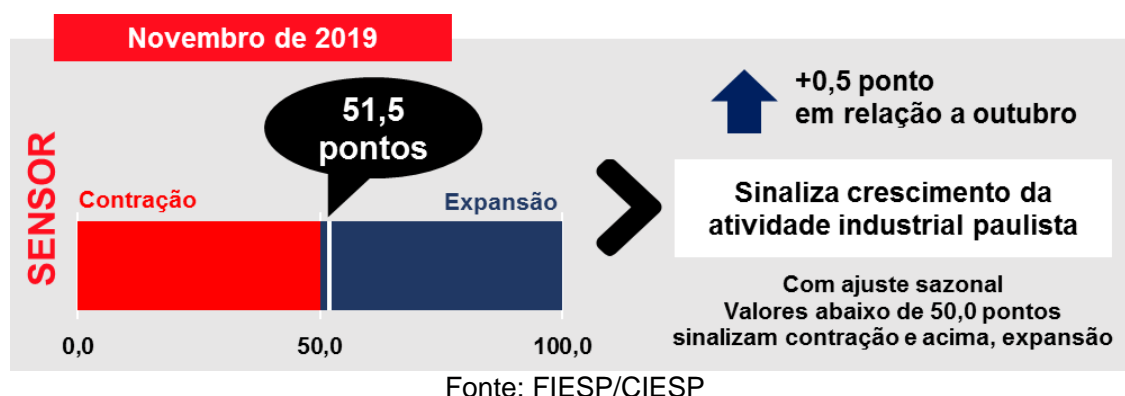 Novembro de 2019
SENSOR
51,5
pontos
Contração
Expansão
0,0
50,0
100,0
+0,5 ponto
em relação a outubro
Sinaliza crescimento da
atividade industrial paulista
Com ajuste sazonal
Valores abaixo de 50,0 pontos
sinalizam contração e acima, expansão
Fonte: FIESP/CIESP